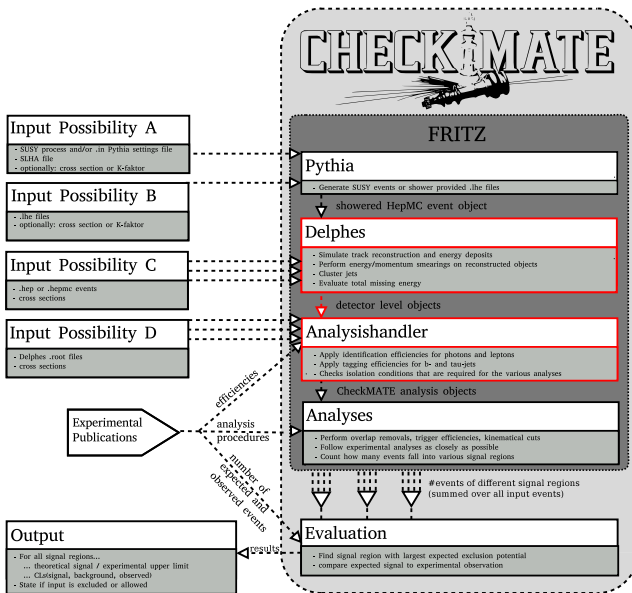 CHECKMATE
FRITZ
Input Possibility A
- SUSY process and/or .in Pythia settings file
- SLHA file
- optionally: cross section or K-faktor
Input Possibility B
- .lhe files
- optionally: cross section or K-faktor
Input Possibility C
- .hep or .hepmc events
- cross sections
Input Possibility D
- Delphes .root files
- cross sections
Experimental
Publications
Output
- For all signal regions...
... theoretical signal / experimental upper limit
... CLs(signal, background, observed)
- State if input is excluded or allowed
Pythia
- Generate SUSY events or shower provided .lhe files
showered HepMC event object
Delphes
- Simulate track reconstruction and energy deposits
- Perform energy/momentum smearings on reconstructed objects
- Cluster jets
- Evaluate total missing energy
detector level objects
Analysishandler
- Apply identification efficiencies for photons and leptons
- Apply tagging efficiencies for b- and tau-jets
- Checks isolation conditions that are required for the various analyses
CheckMATE analysis objects
Analyses
- Perform overlap removals, trigger efficiencies, kinematical cuts
- Follow experimental analyses as closely as possible
- Count how many events fall into various signal regions
efficiencies
analysis
procedures
number of
expected and
observed events
#events of different signal regions
(summed over all input events)
Evaluation
- Find signal region with largest expected exclusion potential
- compare expected signal to experimental observation
results